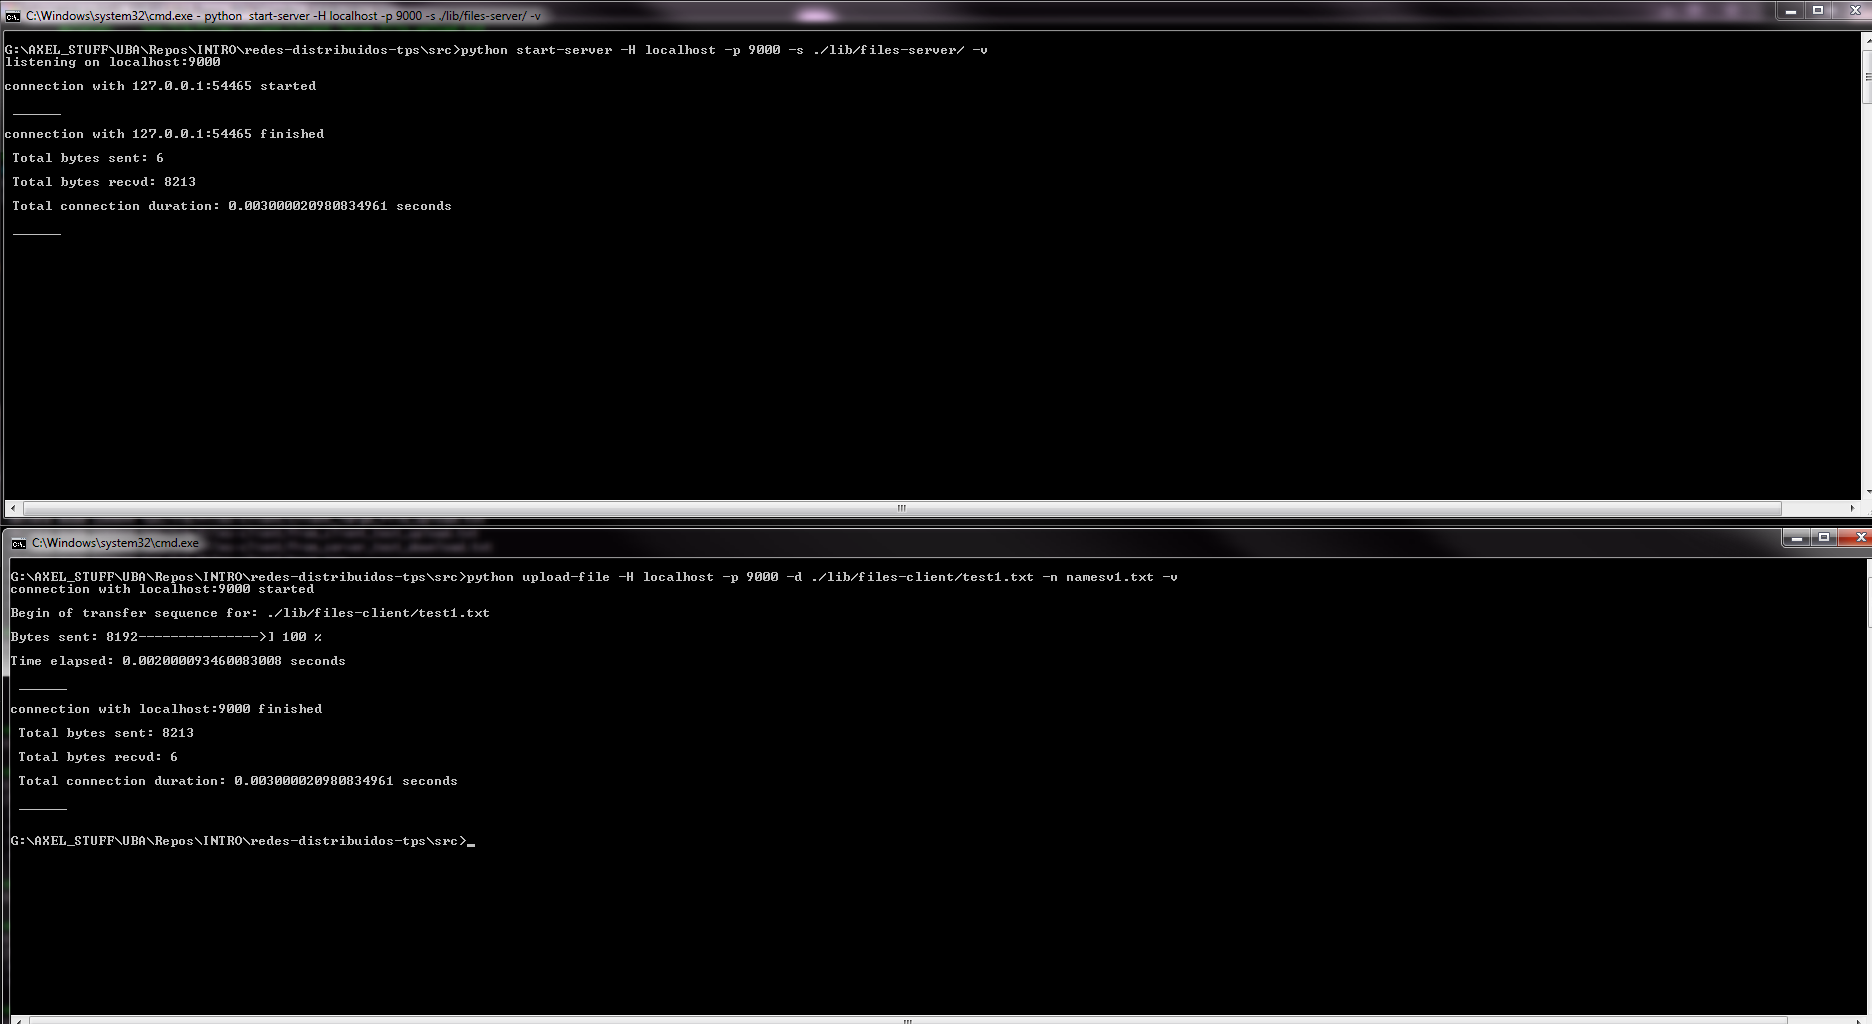 C:\Windows\system32\cmd.exe - python  start-server -H localhost -p 9000 -s ./lib/files-server/ -v
G:\AXEL_STUFF\UBA\Repos\INTRO\redes-distribuidos-tps\src>python start-server -H localhost -p 9000 -s ./lib/files-server/ -v
listening on localhost:9000
connection with 127.0.0.1:54465 started
______
connection with 127.0.0.1:54465 finished
Total bytes sent: 6
Total bytes recvd: 8213
Total connection duration: 0.003000020980834961 seconds
______
C:\Windows\system32\cmd.exe
G:\AXEL_STUFF\UBA\Repos\INTRO\redes-distribuidos-tps\src>python upload-file -H localhost -p 9000 -d ./lib/files-client/test1.txt -n namesv1.txt -v
connection with localhost:9000 started
Begin of transfer sequence for: ./lib/files-client/test1.txt
Bytes sent: 8192--------------->] 100 %
Time elapsed: 0.002000093460083008 seconds
______
connection with localhost:9000 finished
Total bytes sent: 8213
Total bytes recvd: 6
Total connection duration: 0.003000020980834961 seconds
______
G:\AXEL_STUFF\UBA\Repos\INTRO\redes-distribuidos-tps\src>_